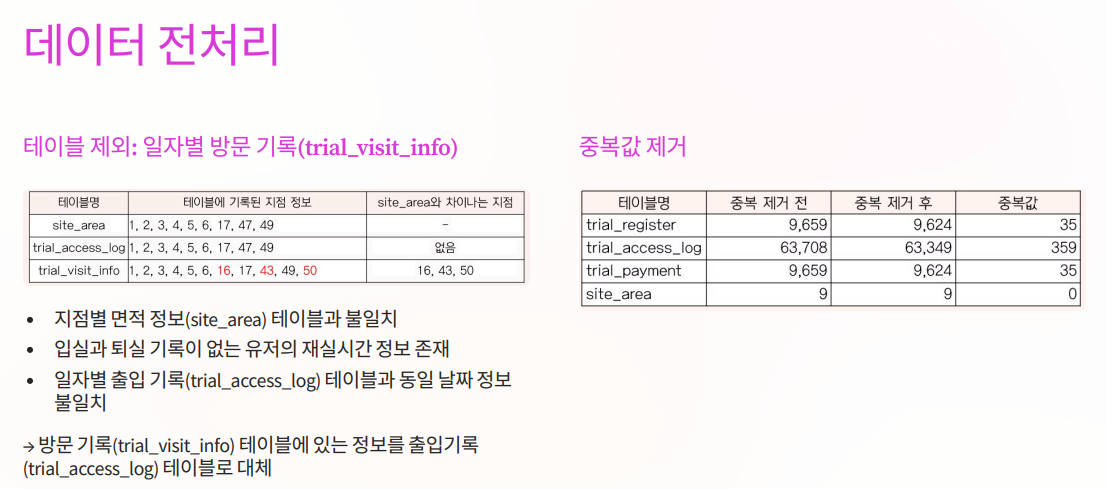 데이터 전처리
테이블 제외: 일자별 방문 기록(trial_visit_info)
테이블명 테이블에 기록된 지점 정보 site_area와 차이나는 지점
site_area 1, 2, 3, 4, 5, 6, 17, 47, 49 -
trial_access_log 1, 2, 3, 4, 5, 6, 17, 47, 49 없음
trial_visit_info 1, 2, 3, 4, 5, 6, 16, 17, 43, 49, 50 16, 43, 50
• 지점별 면적 정보(site_area) 테이블과 불일치
• 입실과 퇴실 기록이 없는 유저의 재실시간 정보 존재
• 일자별 출입 기록(trial_access_log) 테이블과 동일 날짜 정보
불일치
→ 방문 기록(trial_visit_info) 테이블에 있는 정보를 출입기록
(trial_access_log) 테이블로 대체
중복값 제거
테이블명 중복 제거 전 중복 제거 후 중복값
trial_register 9,659 9,624 35
trial_access_log 63,708 63,349 359
trial_payment 9,659 9,624 35
site_area 9 9 0